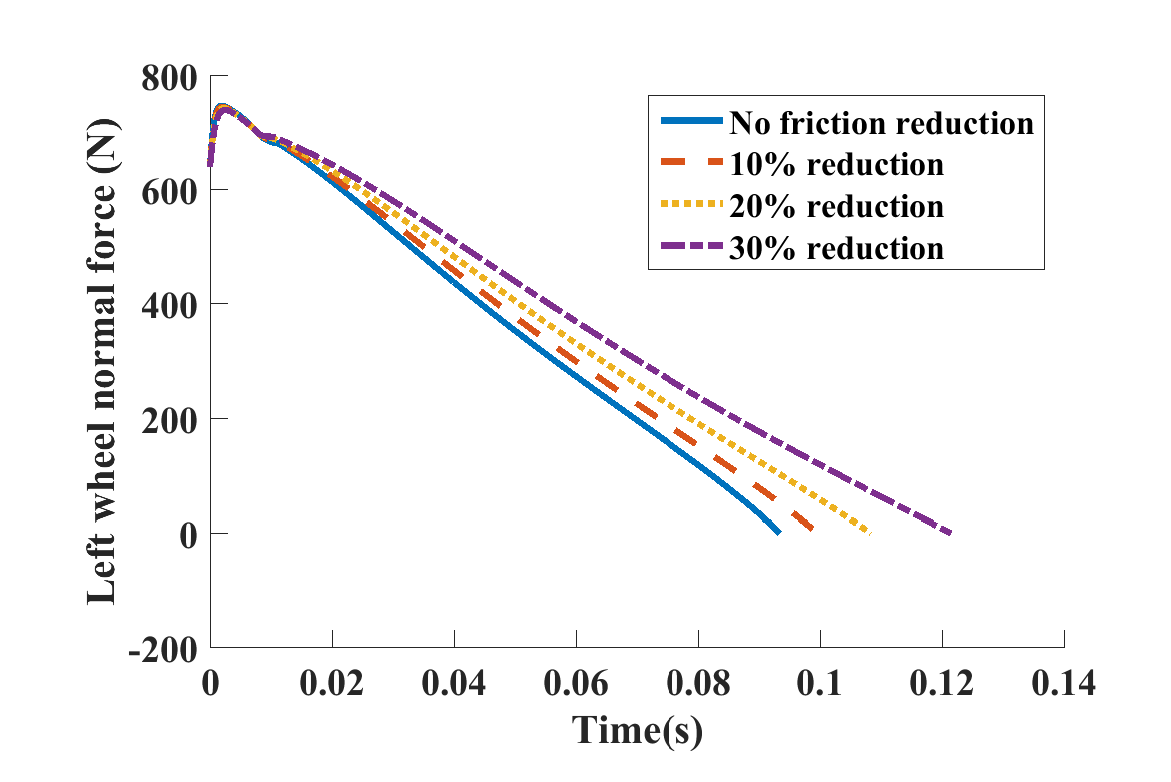 Left wheel normal force (N)
800
600
400
200
0
-200
No friction reduction
10% reduction
20% reduction
30% reduction
0 0.02 0.04 0.06 0.08 0.1 0.12 0.14
Time(s)